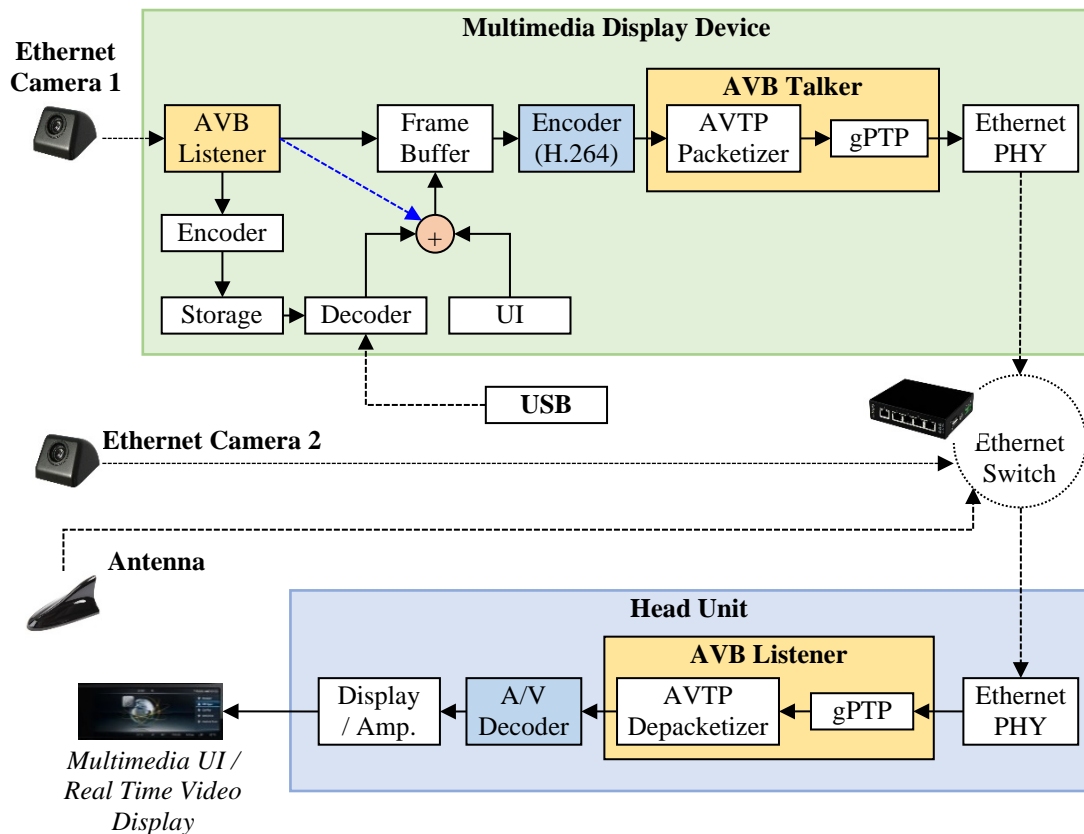 Multimedia Display Device
Ethernet
Camera 1
AVB Talker
AVB
Listener
Frame
Buffer
Encoder
(H.264)
AVTP
Packetizer
gPTP
Ethernet
PHY
Encoder
+
Storage
Decoder
UI
USB
Ethernet Camera 2
Ethernet
Switch
Antenna
Head Unit
AVB Listener
Display
/ Amp.
A/V
Decoder
AVTP
Depacketizer
gPTP
Ethernet
PHY
Multimedia UI /
Real Time Video
Display